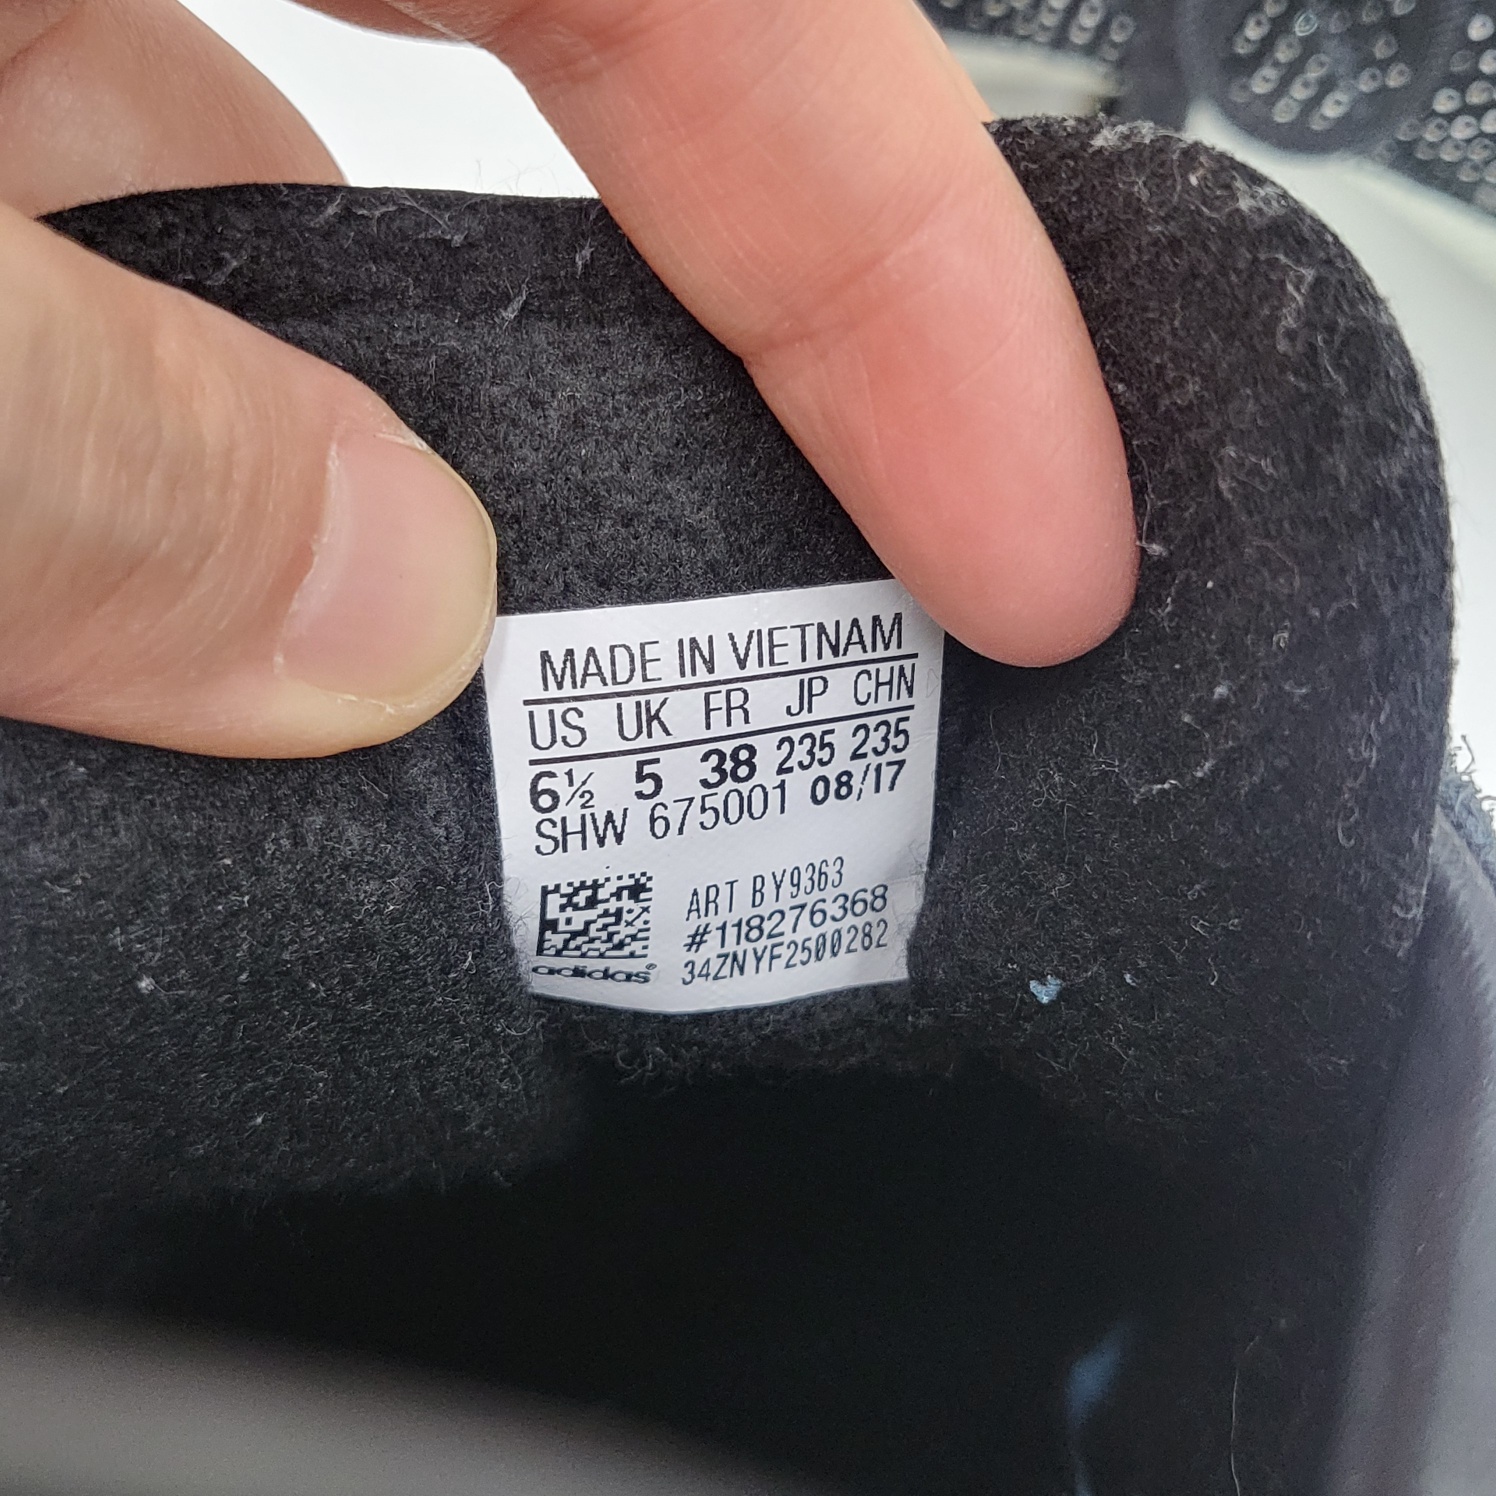 MADE IN VIETNAM
US UK FR JP CHN
6½ 5 38 235 235
SHW 675001 08/17
ART BY9363
#118276368
34ZNYF2500282
adidas®